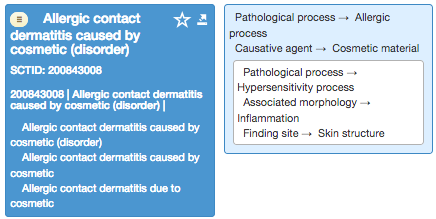 Allergic contact
dermatitis caused by
cosmetic (disorder)
SCTID: 200843008
200843008 | Allergic contact dermatitis
caused by cosmetic (disorder) |
Allergic contact dermatitis caused by
cosmetic (disorder)
Allergic contact dermatitis caused by
cosmetic
Allergic contact dermatitis due to
cosmetic
Pathological process → Allergic
process
Causative agent → Cosmetic material
Pathological process →
Hypersensitivity process
Associated morphology →
Inflammation
Finding site → Skin structure